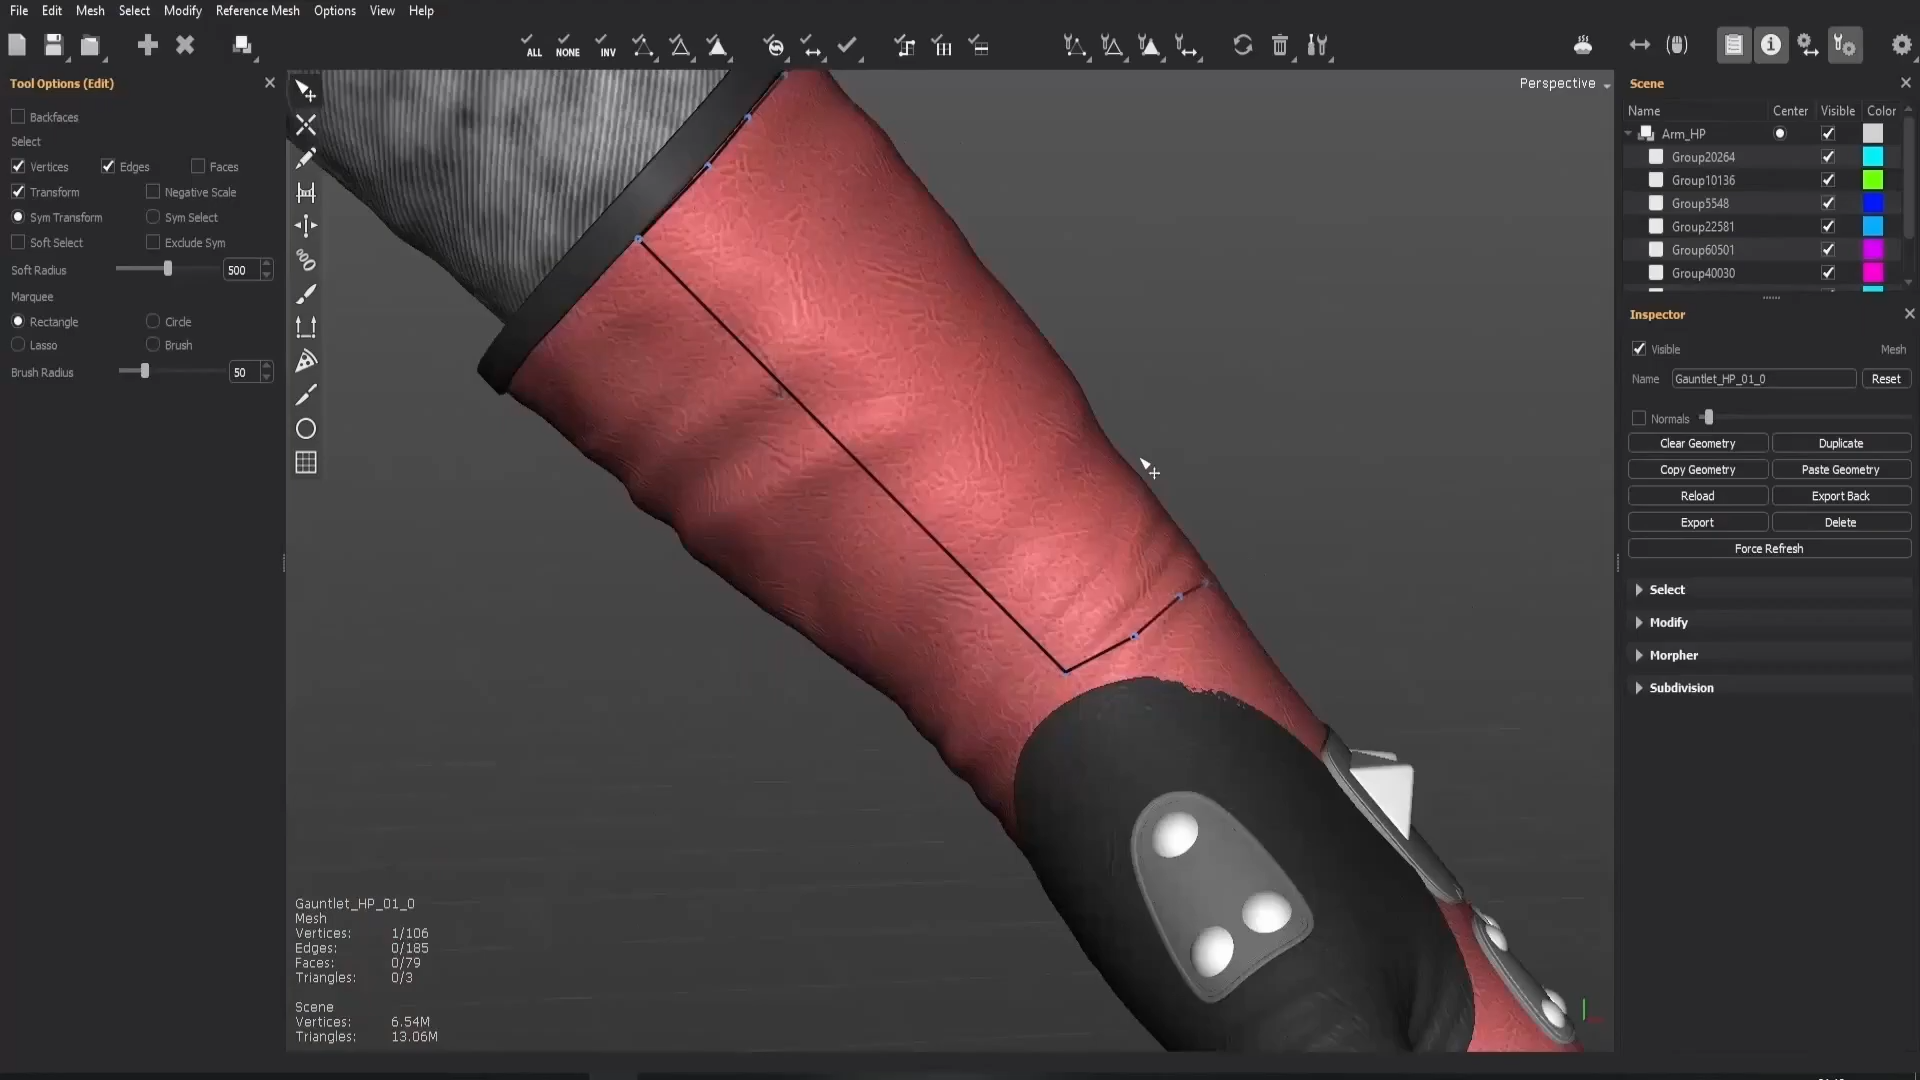 File Edit Mesh Select Modify Reference Mesh Options View Help
ALL NONE INV
Tool Options (Edit)
Backfaces
Select
Vertices Edges Faces
Transform Negative Scale
Sym Transform Sym Select
Soft Select Exclude Sym
Soft Radius 500
Marquee
Rectangle Circle
Lasso Brush
Brush Radius 50
Perspective
Gauntlet_HP_01_0
Mesh
Vertices: 1/106
Edges: 0/185
Faces: 0/79
Triangles: 0/3
Scene
Vertices: 6.54M
Triangles: 13.06M
Scene
Name Center Visible Color
Arm_HP
Group20264
Group10136
Group5548
Group22581
Group60501
Group40030
Inspector
Visible Mesh
Name Gauntlet_HP_01_0 Reset
Normals
Clear Geometry Duplicate
Copy Geometry Paste Geometry
Reload Export Back
Export Delete
Force Refresh
Select
Modify
Morpher
Subdivision